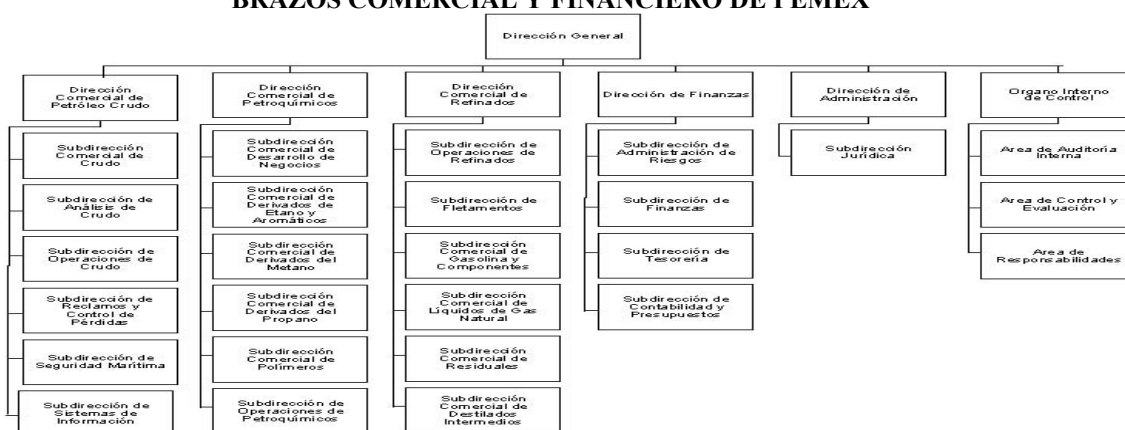 BRAZOS COMERCIAL Y FINANCIERO DE PEMEX
Dirección General
Dirección
Comercial de
Petróleo Crudo
Dirección
Comercial de
Petroquímicos
Dirección
Comercial de
Refinados
Dirección de Finanzas
Dirección de
Administración
Organo Interno
de Control
Subdirección
Comercial de
Crudo
Subdirección de
Análisis de
Crudo
Subdirección de
Operaciones de
Crudo
Subdirección de
Reclamos y
Control de
Pérdidas
Subdirección de
Seguridad Marítima
Subdirección de
Sistemas de
Información
Subdirección
Comercial de
Desarrollo de
Negocios
Subdirección
Comercial de
Derivados de
Etano y
Aromáticos
Subdirección
Comercial de
Derivados del
Metano
Subdirección
Comercial de
Derivados del
Propano
Subdirección
Comercial de
Polímeros
Subdirección de
Operaciones de
Petroquímicos
Subdirección de
Operaciones de
Refinados
Subdirección de
Fletamentos
Subdirección
Comercial de
Gasolina y
Componentes
Subdirección
Comercial de
Líquidos de Gas
Natural
Subdirección
Comercial de
Residuales
Subdirección
Comercial de
Destilados
Intermedios
Subdirección de
Administración de
Riesgos
Subdirección de
Finanzas
Subdirección de
Tesorería
Subdirección de
Contabilidad y
Presupuestos
Subdirección
Jurídica
Area de Auditoría
Interna
Area de Control y
Evaluación
Area de
Responsabilidades